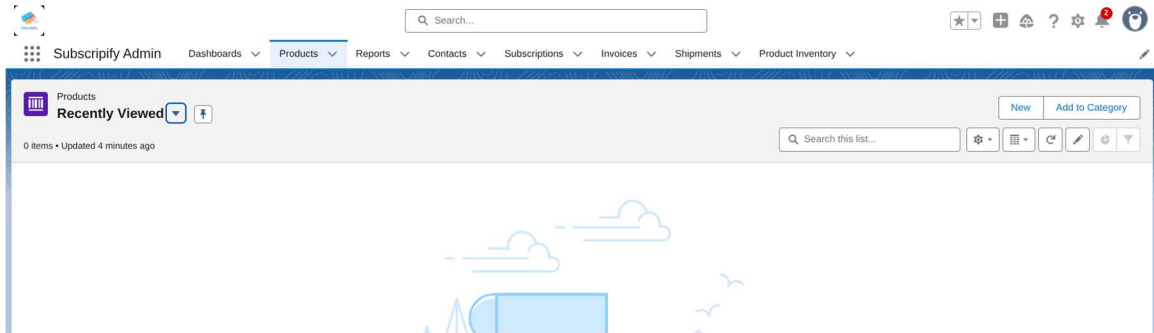 Search...
2
Subscripify Admin
Dashboards
Products
Reports
Contacts
Subscriptions
Invoices
Shipments
Product Inventory
Products
Recently Viewed
New
Add to Category
0 items • Updated 4 minutes ago
Search this list...